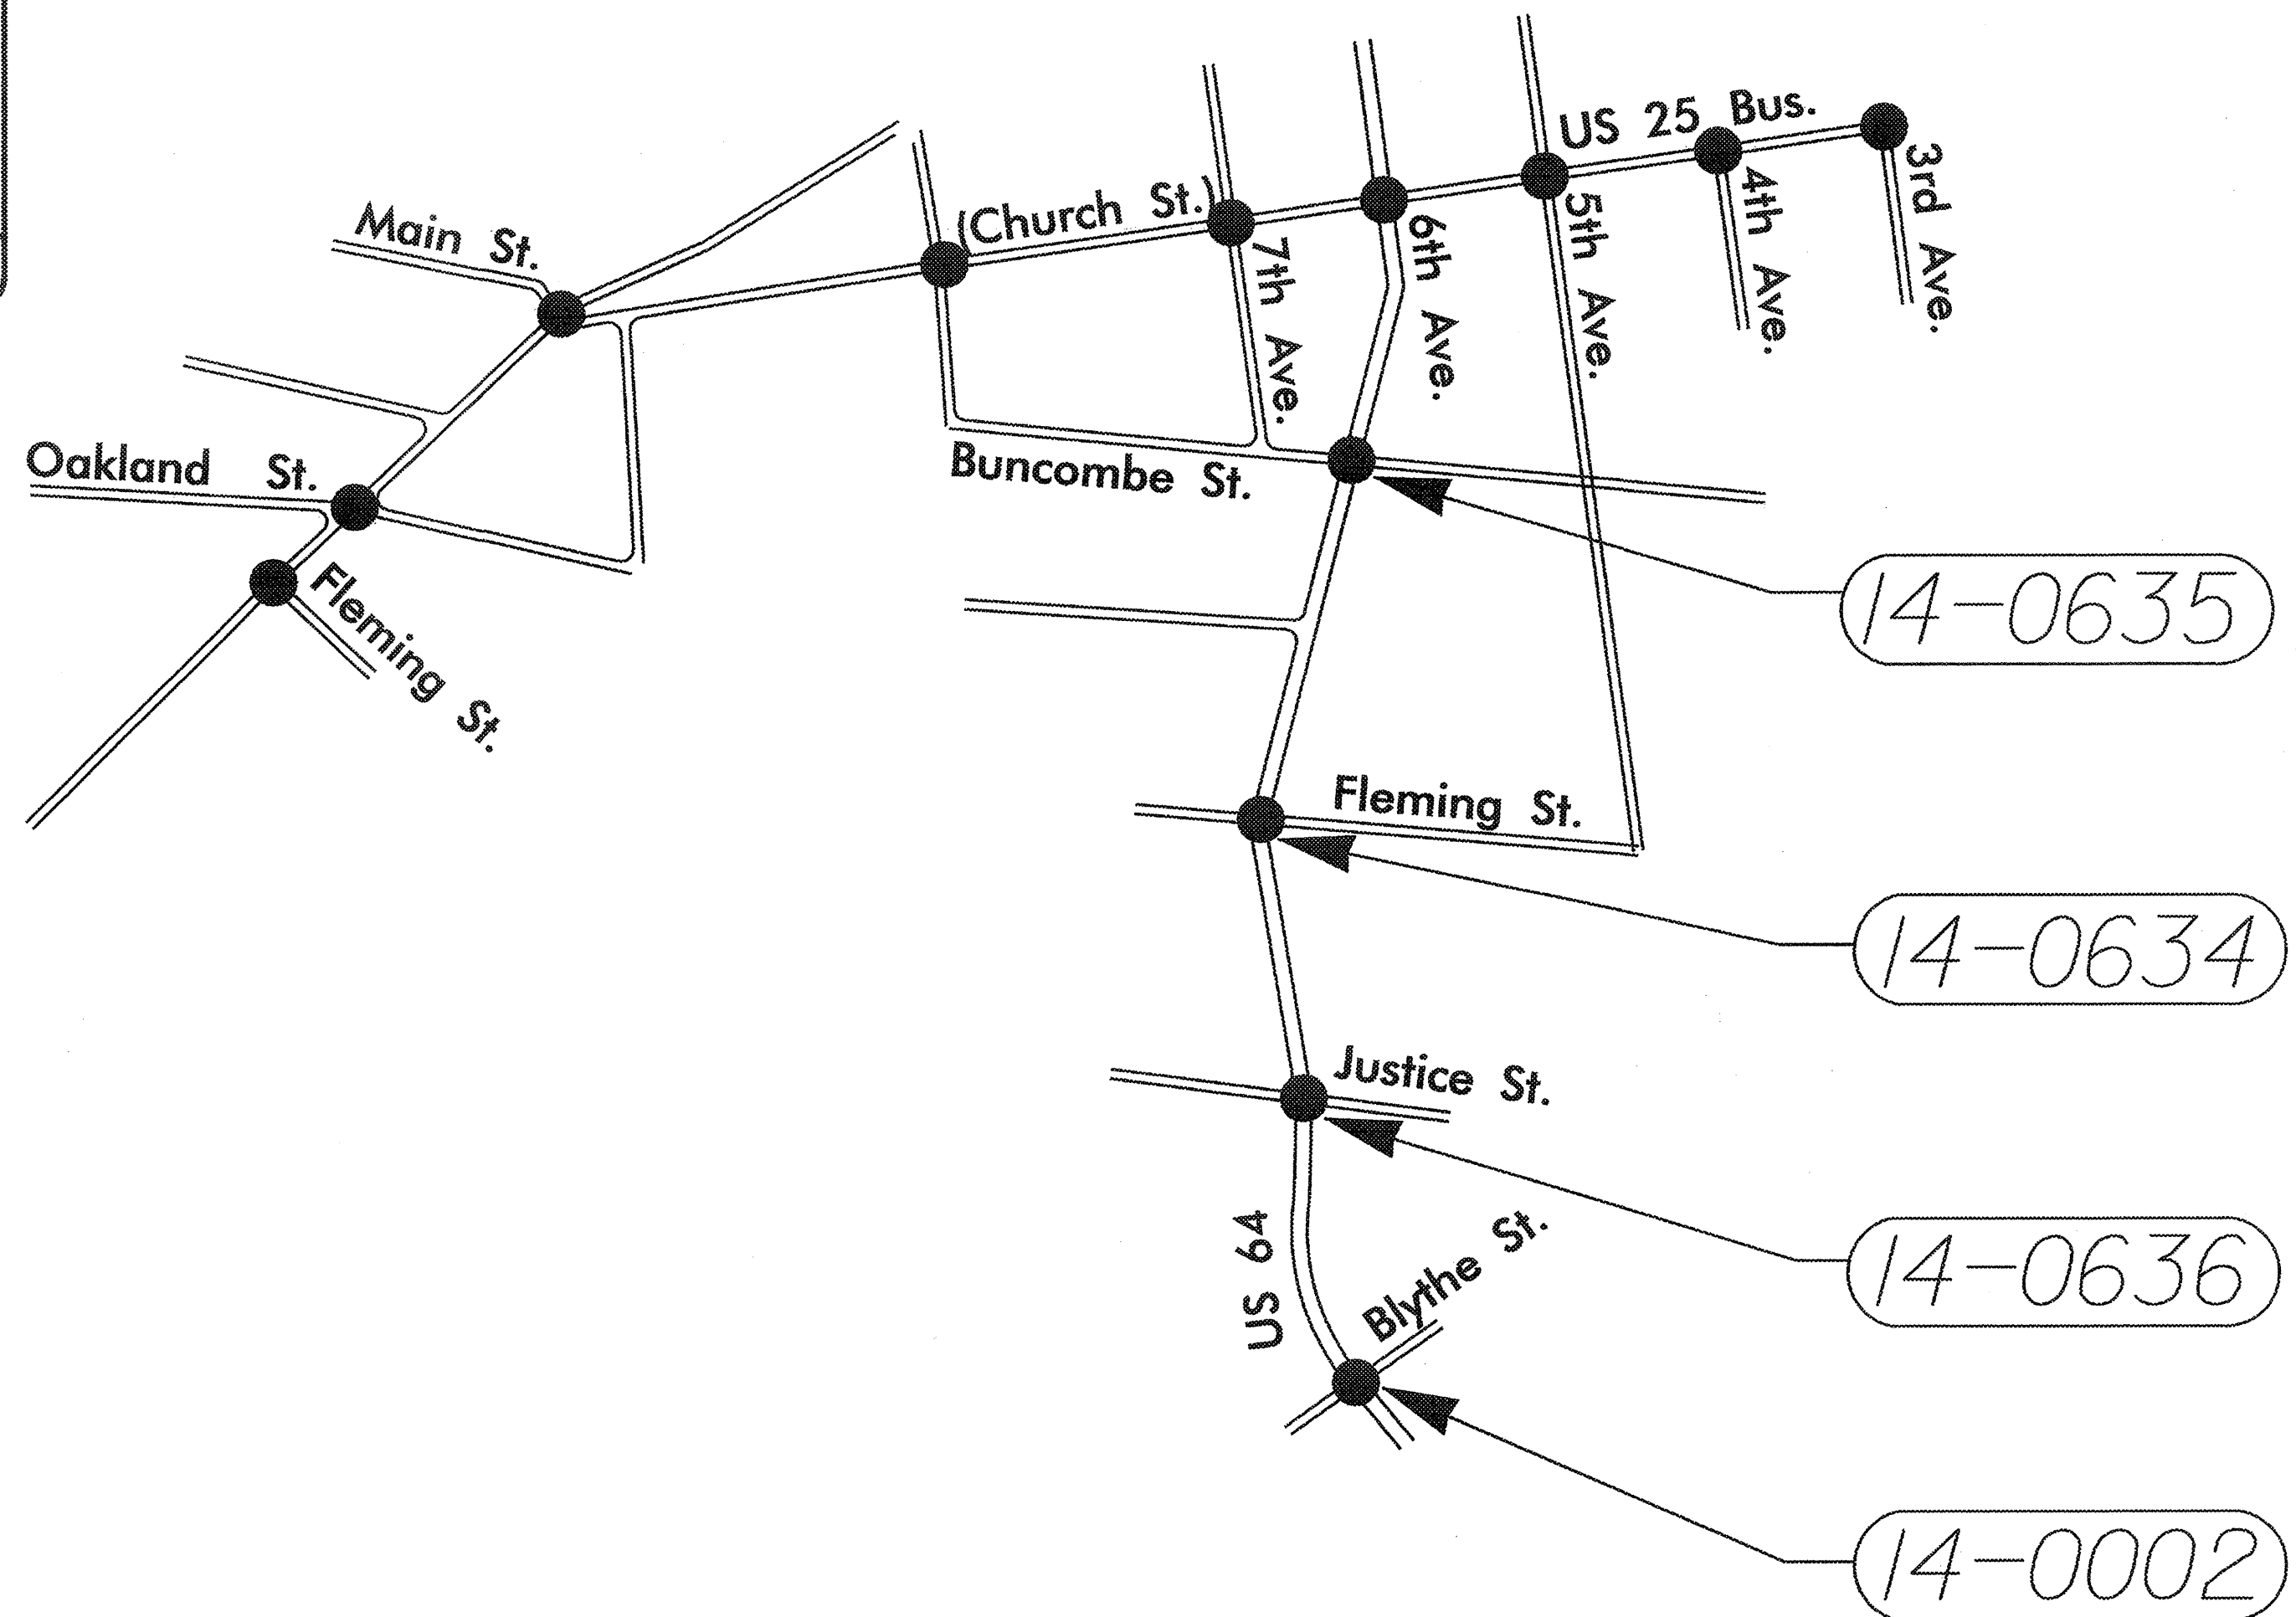 US 25 Bus.
3rd Ave.
4th Ave.
5th Ave.
6th Ave.
7th Ave.
(Church St.)
Main St.
Oakland St.
Fleming St.
Buncombe St.
14-0635
Fleming St.
14-0634
Justice St.
14-0636
US 64
Blythe St.
14-0002